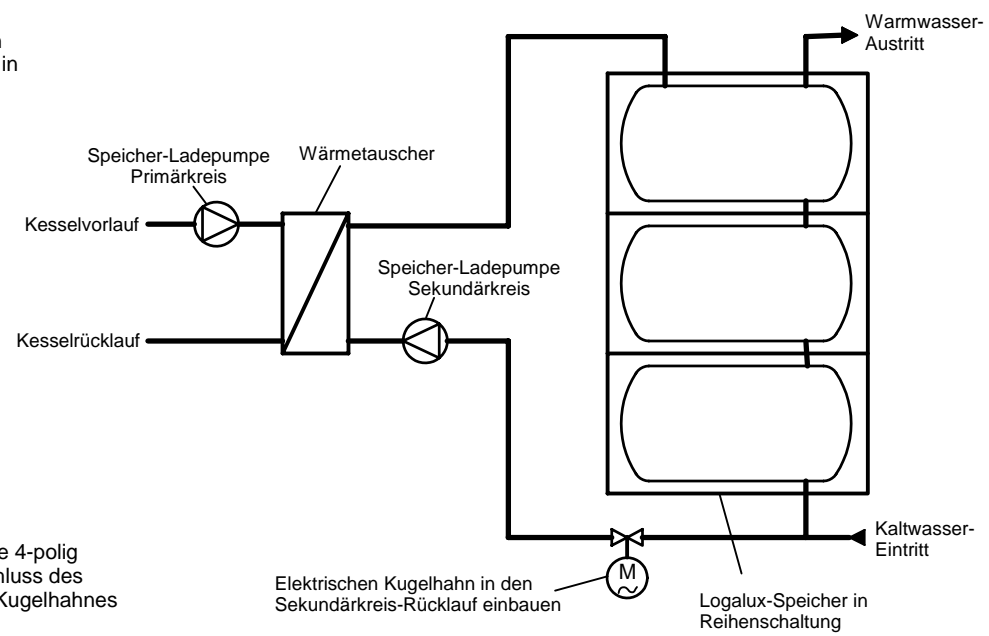 in
Warmwasser-
Austritt
Speicher-Ladepumpe
Primärkreis
Wärmetauscher
Kesselvorlauf
Speicher-Ladepumpe
Sekundärkreis
Kesselrücklauf
Kaltwasser-
Eintritt
e 4-polig
hluss des
Kugelhahnes
M
~
Elektrischen Kugelhahn in den
Sekundärkreis-Rücklauf einbauen
Logalux-Speicher in
Reihenschaltung